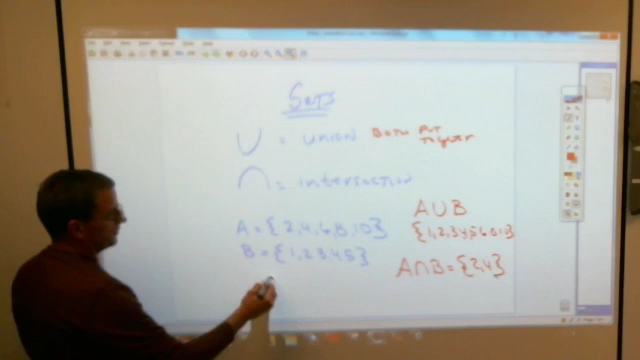 Sets
∪ = union Both Put
together
∩ = intersection
A = {2,4,6,8,10}
B = {1,2,3,4,5}
A∪B
{1,2,3,4,5,6,8,10}
A∩B = {2,4}